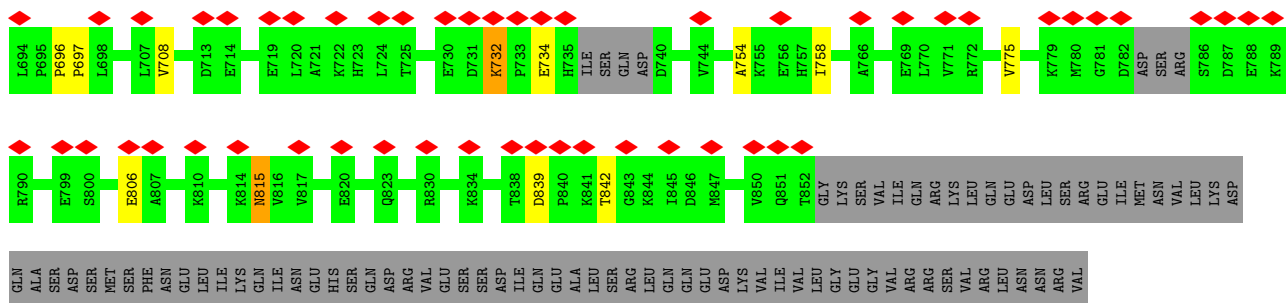 L694 P695 P696 P697 L698 L707 V708 D713 E714 E719 L720 A721 K722 H723 L724 T725 E730 D731 K732 P733 E734 H735 ILE SER GLN ASP D740 V744 A754 K755 E756 H757 I758 A766 E769 L770 V771 R772 V775 K779 M780 G781 D782 ASP SER ARG S786 D787 E788 K789
R790 E799 S800 E806 A807 K810 K814 N815 V816 V817 E820 Q823 R830 K834 T838 D839 P840 K841 T842 G843 K844 I845 D846 M847 V850 Q851 T852 GLY LYS SER VAL ILE GLN ARG LYS LEU GLN GLU ASP LEU SER ARG GLU ILE MET ASN VAL LEU LYS ASP
GLN ALA SER ASP SER MET SER PHE ASN GLU LEU ILE LYS GLN ILE ASN GLU HIS SER GLN ASP ARG VAL GLU SER SER ASP ILE GLN GLU ALA LEU SER ARG LEU GLN GLN GLU ASP LYS VAL ILE VAL LEU GLY GLU GLY VAL ARG ARG SER VAL ARG LEU ASN ASN ARG VAL